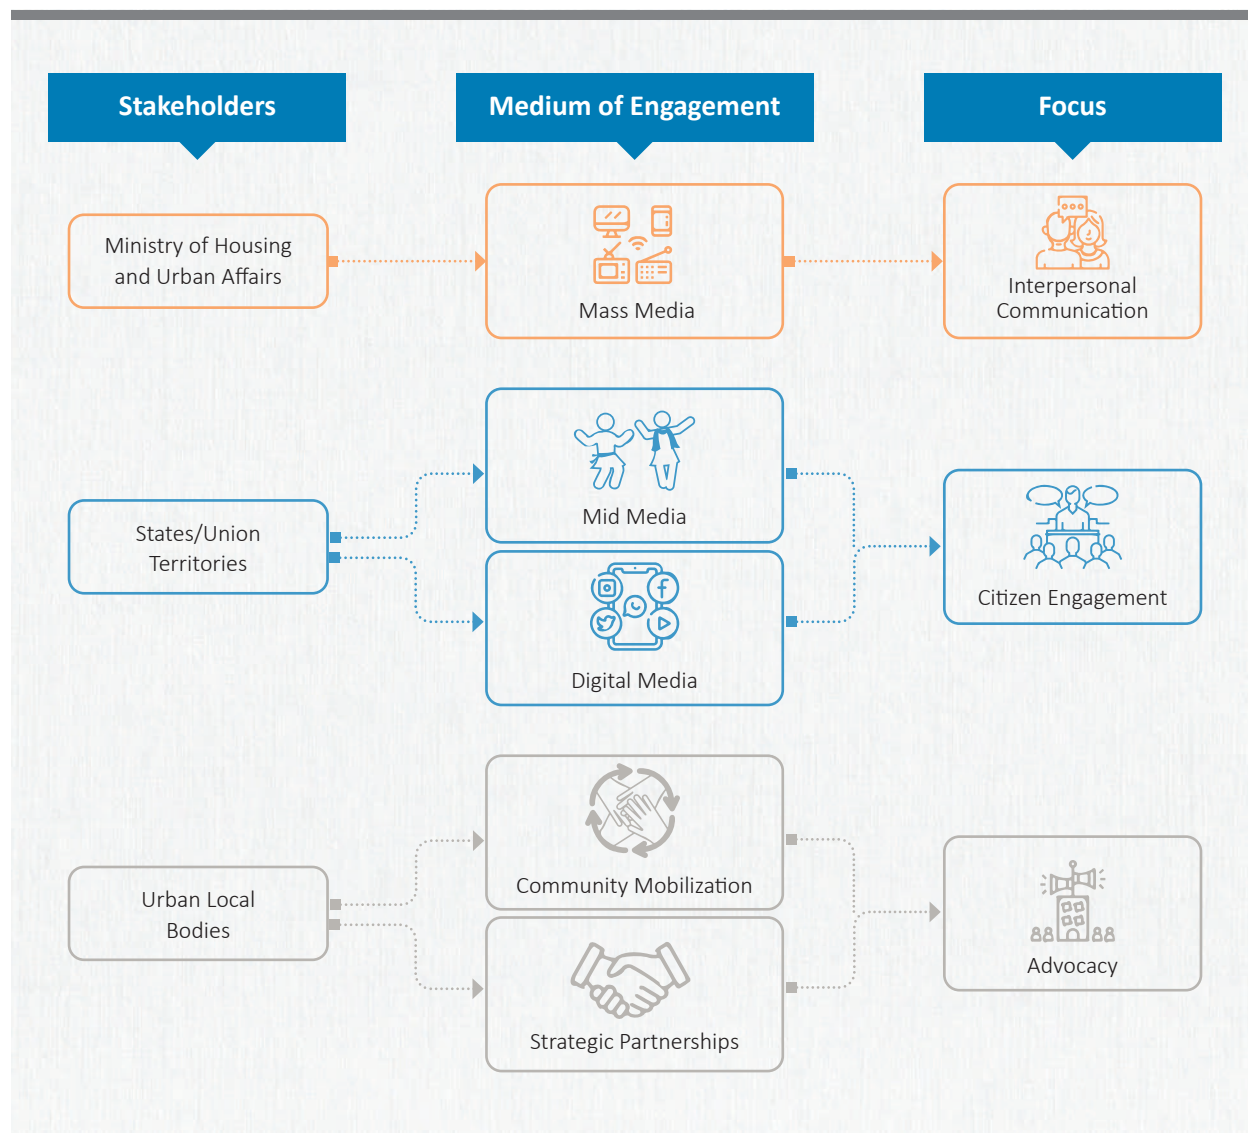 Stakeholders
Medium of Engagement
Focus
Ministry of Housing
and Urban Affairs
Mass Media
Interpersonal
Communication
States/Union
Territories
Mid Media
Digital Media
Citizen Engagement
Urban Local
Bodies
Community Mobilization
Strategic Partnerships
Advocacy